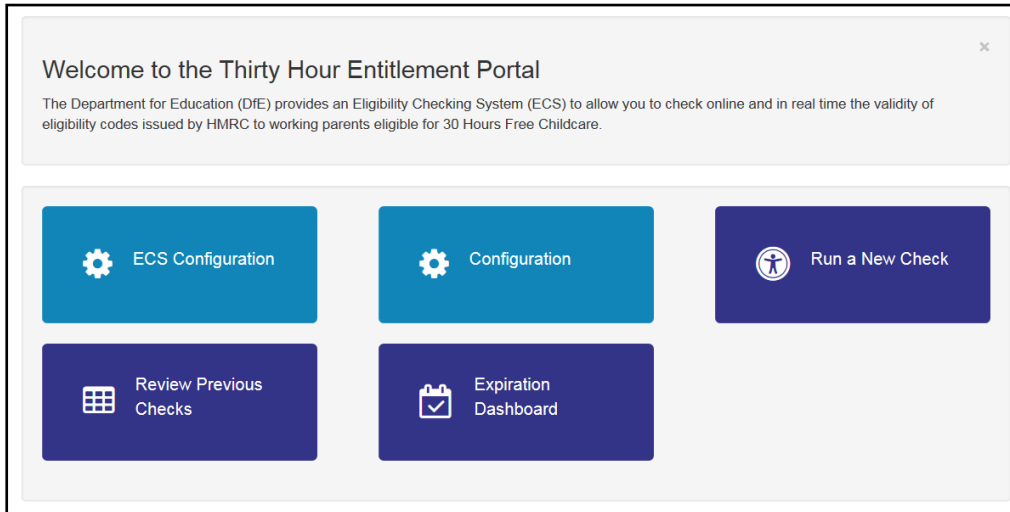 ×
Welcome to the Thirty Hour Entitlement Portal
The Department for Education (DfE) provides an Eligibility Checking System (ECS) to allow you to check online and in real time the validity of
eligibility codes issued by HMRC to working parents eligible for 30 Hours Free Childcare.
ECS Configuration
Configuration
Run a New Check
Review Previous
Checks
Expiration
Dashboard